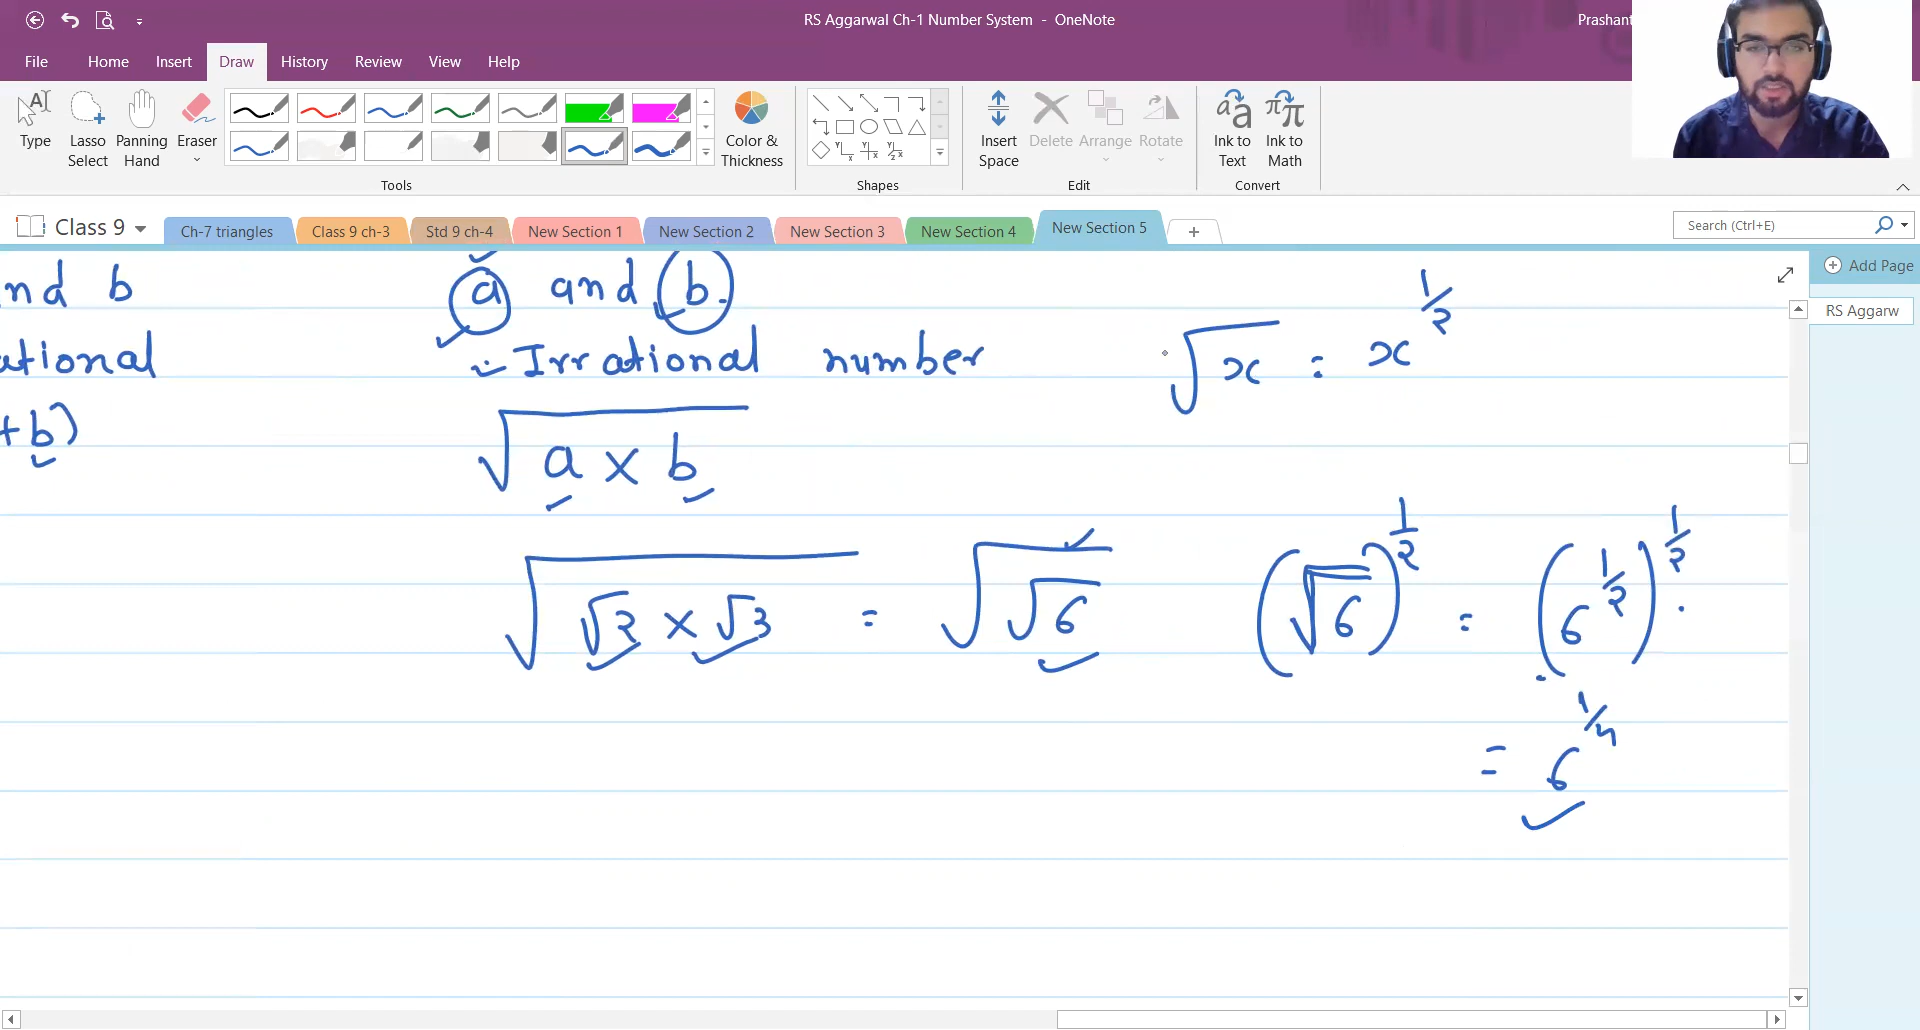 RS Aggarwal Ch-1 Number System - OneNote
Prashant
File Home Insert Draw History Review View Help
Type
Lasso Select
Panning Hand
Eraser
Color & Thickness
Insert Space
Delete
Arrange
Rotate
Ink to Text
Ink to Math
Tools Shapes Edit Convert
Class 9 Ch-7 triangles Class 9 ch-3 Std 9 ch-4 New Section 1 New Section 2 New Section 3 New Section 4 New Section 5
Search (Ctrl+E)
Add Page
RS Aggarw
nd b
ational
+b)
a and b.
:- Irrational number
√(a × b)
√(√2 × √3) = √(√6)
√x = x^(1/2)
(√6)^(1/2) = (6^(1/2))^(1/2)
= 6^(1/4)